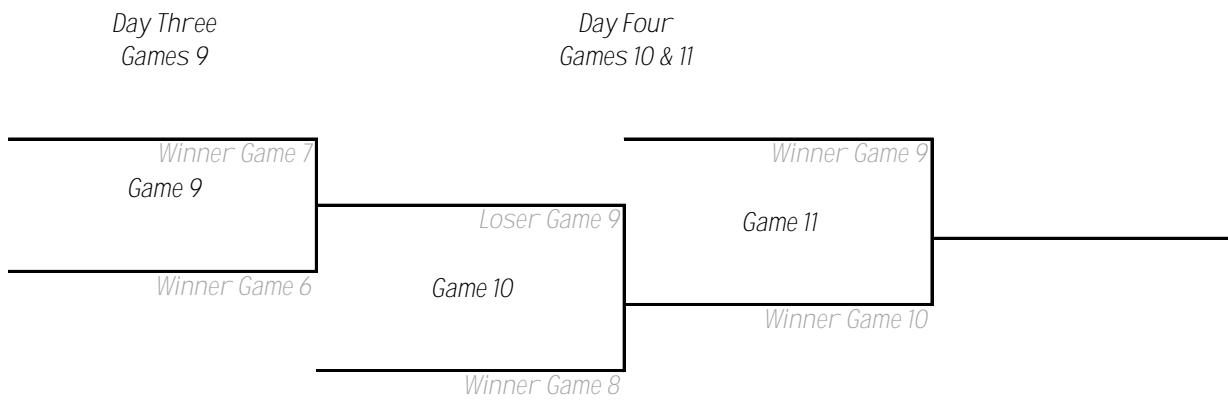 Day Three
Games 9
Day Four
Games 10 & 11
Winner Game 7
Game 9
Winner Game 6
Loser Game 9
Game 10
Winner Game 8
Winner Game 9
Game 11
Winner Game 10